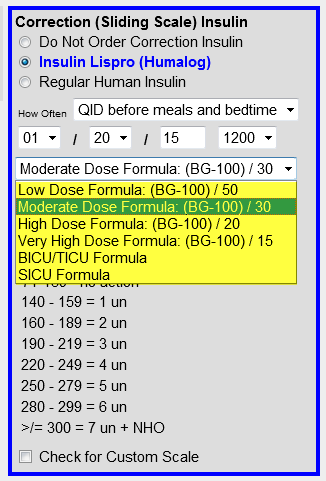 Correction (Sliding Scale) Insulin
Do Not Order Correction Insulin
Insulin Lispro (Humalog)
Regular Human Insulin
How Often QID before meals and bedtime
01 / 20 / 15 1200
Moderate Dose Formula: (BG-100) / 30
Low Dose Formula: (BG-100) / 50
Moderate Dose Formula: (BG-100) / 30
High Dose Formula: (BG-100) / 20
Very High Dose Formula: (BG-100) / 15
BICU/TICU Formula
SICU Formula
no action
140 - 159 = 1 un
160 - 189 = 2 un
190 - 219 = 3 un
220 - 249 = 4 un
250 - 279 = 5 un
280 - 299 = 6 un
>/= 300 = 7 un + NHO
Check for Custom Scale